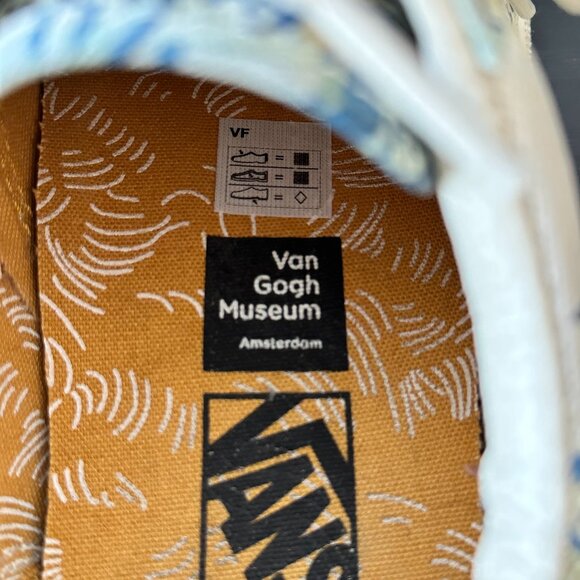 VF
=
=
=
Van
Gogh
Museum
Amsterdam
VANS